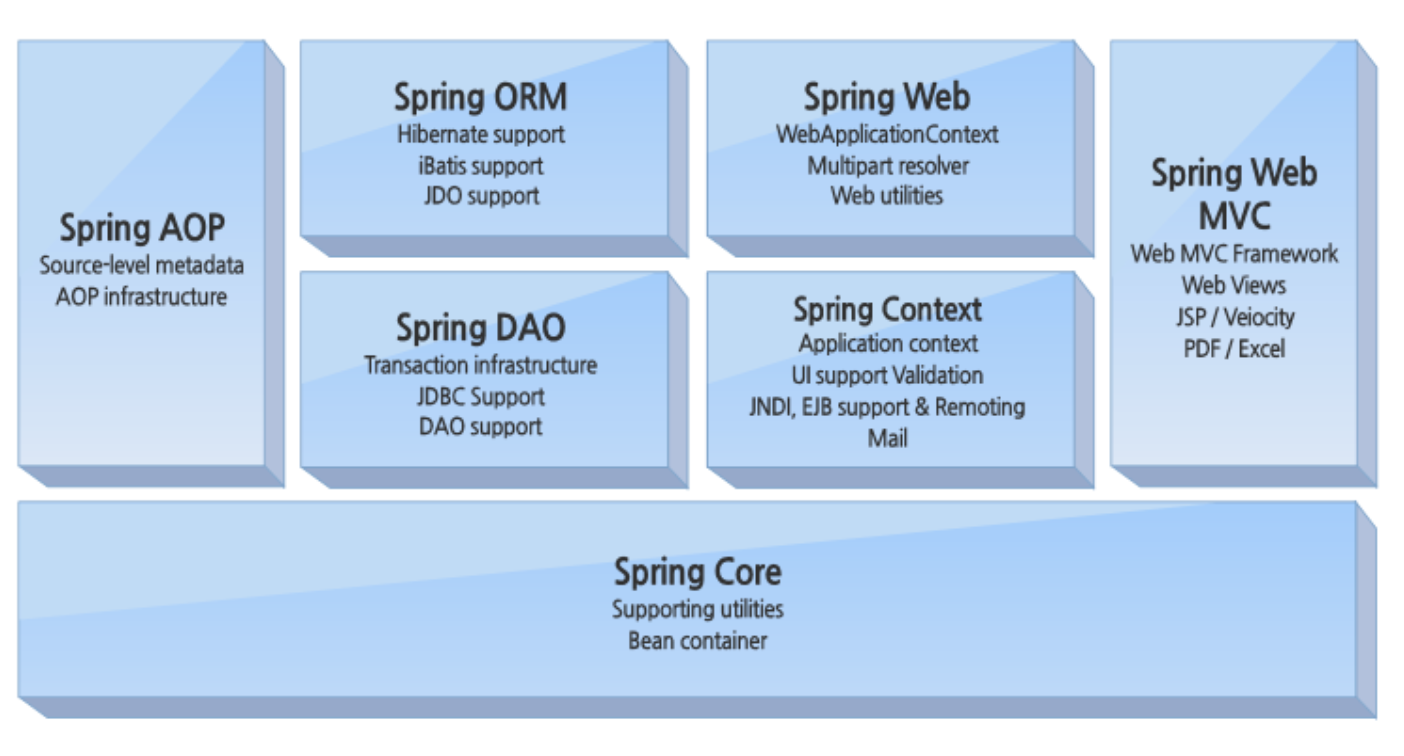 Spring AOP
Source-level metadata
AOP infrastructure
Spring ORM
Hibernate support
iBatis support
JDO support
Spring Web
WebApplicationContext
Multipart resolver
Web utilities
Spring DAO
Transaction infrastructure
JDBC Support
DAO support
Spring Context
Application context
UI support Validation
JNDI, EJB support & Remoting
Mail
Spring Web
MVC
Web MVC Framework
Web Views
JSP / Veiocity
PDF / Excel
Spring Core
Supporting utilities
Bean container